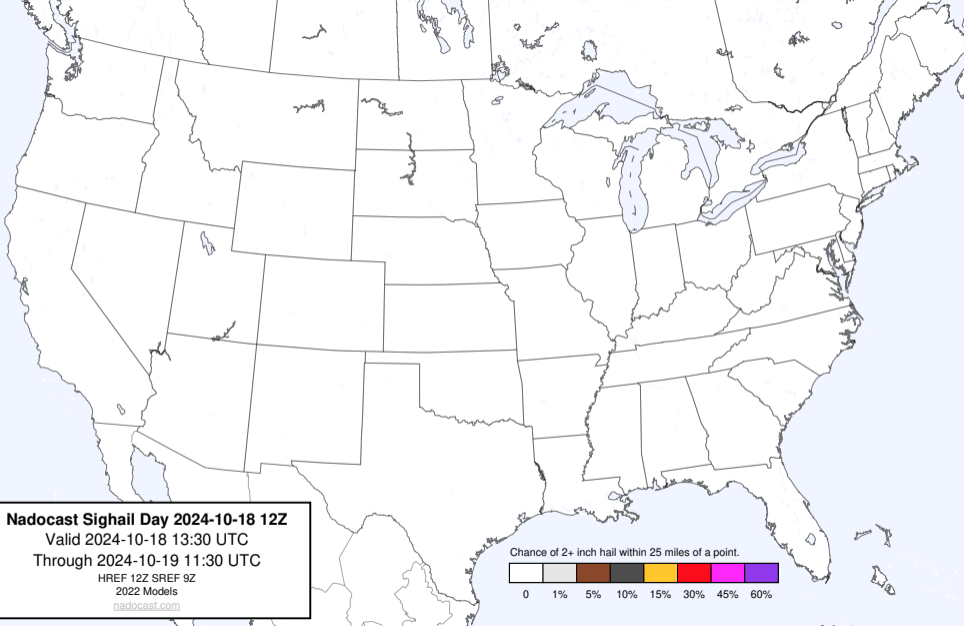 Nadocast Sighail Day 2024-10-18 12Z
Valid 2024-10-18 13:30 UTC
Through 2024-10-19 11:30 UTC
HREF 12Z SREF 9Z
2022 Models
nadocast.com
Chance of 2+ inch hail within 25 miles of a point.
0 1% 5% 10% 15% 30% 45% 60%